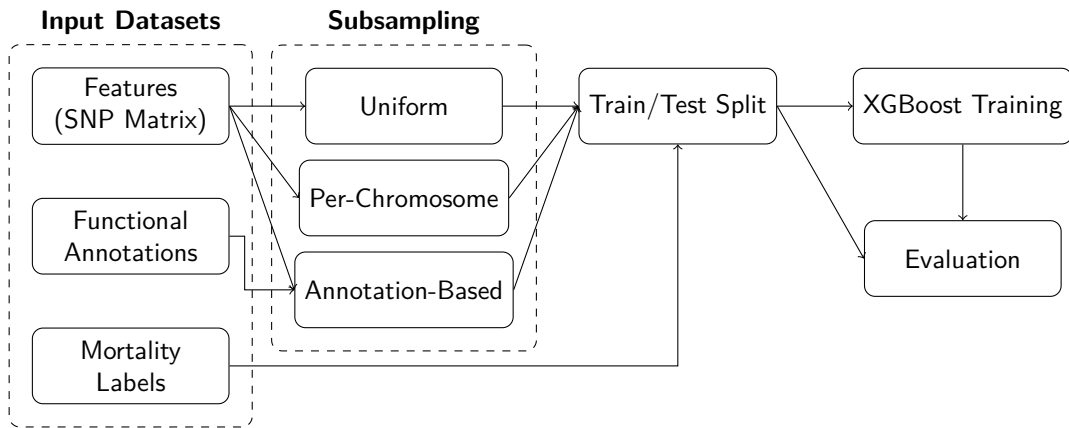 Input Datasets
Subsampling
Features
(SNP Matrix)
Functional
Annotations
Mortality
Labels
Uniform
Per-Chromosome
Annotation-Based
Train/Test Split
XGBoost Training
Evaluation